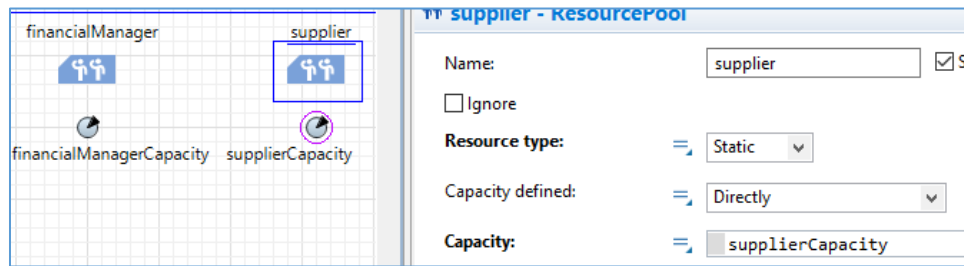 financialManager
supplier
financialManagerCapacity
supplierCapacity
supplier - ResourcePool
Name:
supplier
Ignore
Resource type:
Static
Capacity defined:
Directly
Capacity:
supplierCapacity